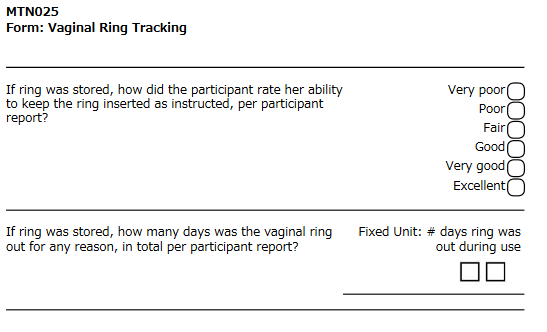 MTN025
Form: Vaginal Ring Tracking
If ring was stored, how did the participant rate her ability
to keep the ring inserted as instructed, per participant
report?
Very poor
Poor
Fair
Good
Very good
Excellent
If ring was stored, how many days was the vaginal ring
out for any reason, in total per participant report?
Fixed Unit: # days ring was
out during use